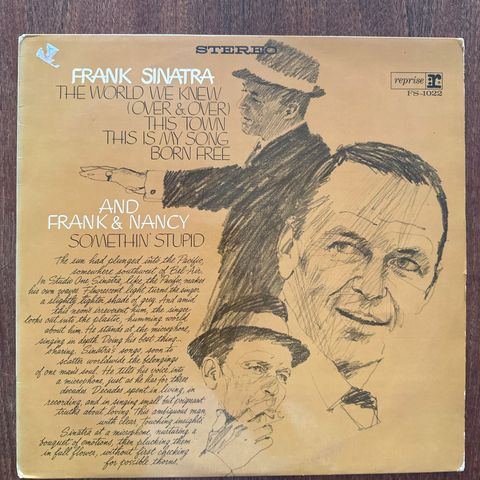 STEREO
FRANK SINATRA
THE WORLD WE KNEW
(OVER & OVER)
THIS TOWN
THIS IS MY SONG
BORN FREE
reprise
FS-1022
AND
FRANK & NANCY
SOMETHIN' STUPID
The sun had plunged into the Pacific,
somewhere southwest of Bel-Air.
In Studio One, Sinatra, like the Pacific, makes
his own grayer. Fluorescent light turns the singer
a slightly lighter shade of grey. And amid
this newly irreverent hum, the singer
looks out into the plastic, humming world
about him. He stands at the microphone,
singing in depth. Doing his best thing...
sharing. Sinatra's songs, soon to
scatter worldwide the belongings
of one man's soul. He tilts his voice into
a microphone, just as he has for three
decades. Decades spent in living, in
recording, and in singing small but poignant
truths about loving. This ambiguous man
with clear, touching insights.
Sinatra at a microphone, nurturing a
bouquet of emotions, then plucking them
in full flower, without first checking
for possible thorns.